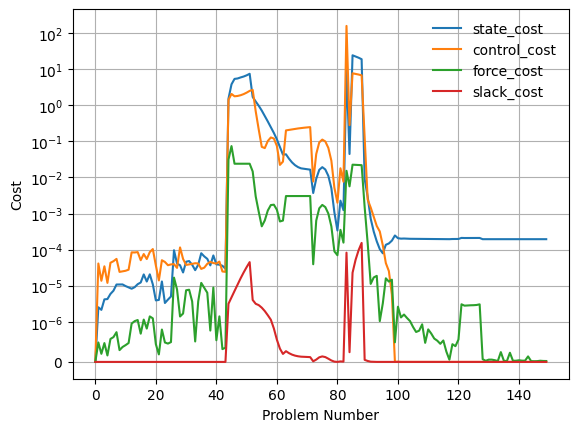 10²
10¹
10⁰
10⁻¹
10⁻²
10⁻³
10⁻⁴
10⁻⁵
10⁻⁶
0
Cost
state_cost
control_cost
force_cost
slack_cost
0 20 40 60 80 100 120 140
Problem Number